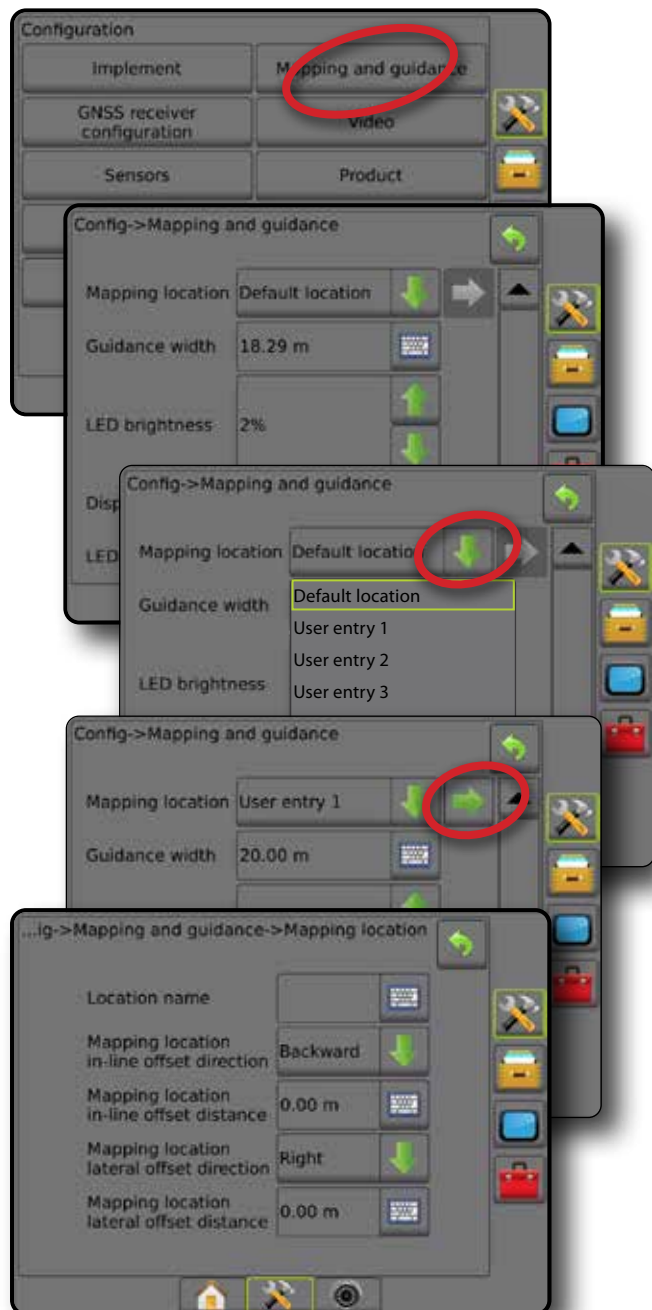 Configuration
Implement
Mapping and guidance
GNSS receiver
configuration
Video
Sensors
Product
Config->Mapping and guidance
Mapping location
Default location
Guidance width
18.29 m
LED brightness
2%
Disp
LED
Config->Mapping and guidance
Mapping location
Default location
Guidance width
Default location
User entry 1
User entry 2
User entry 3
LED brightness
Config->Mapping and guidance
Mapping location
User entry 1
Guidance width
20.00 m
...ig->Mapping and guidance->Mapping location
Location name
Mapping location
in-line offset direction
Backward
Mapping location
in-line offset distance
0.00 m
Mapping location
lateral offset direction
Right
Mapping location
lateral offset distance
0.00 m